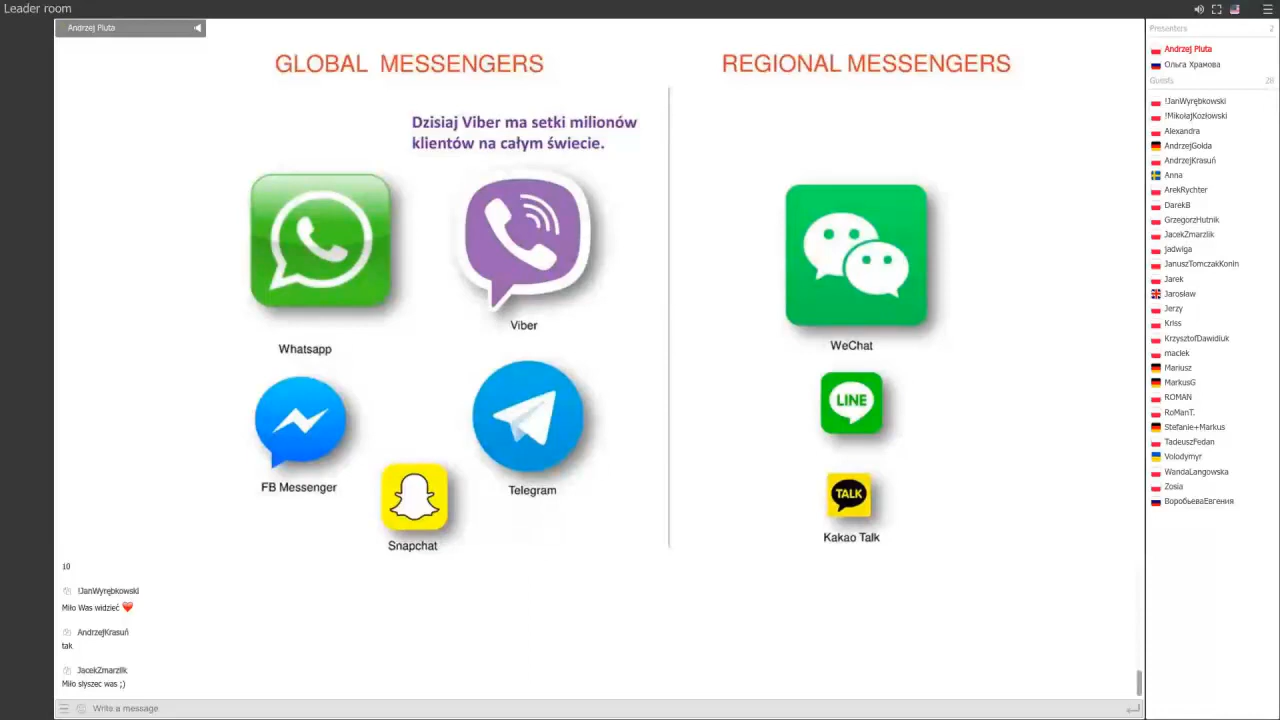 Leader room
Andrzej Pluta
GLOBAL MESSENGERS
Dzisiaj Viber ma setki milionów
klientów na całym świecie.
Whatsapp
Viber
FB Messenger
Telegram
Snapchat
REGIONAL MESSENGERS
WeChat
LINE
TALK
Kakao Talk
10
!JanWyrębkowski
Miło Was widzieć ❤
AndrzejKrasuń
tak
JacekZmarzlik
Miło slyszec was ;)
Write a message
Presenters 2
Andrzej Pluta
Ольга Храмова
Guests 28
!JanWyrębkowski
!MikołajKozłowski
Alexandra
AndrzejGołda
AndrzejKrasuń
Anna
ArekRychter
DarekB
GrzegorzHutnik
JacekZmarzlik
jadwiga
JanuszTomczakKonin
Jarek
Jarosław
Jerzy
Kriss
KrzysztofDawidiuk
maciek
Mariusz
MarkusG
ROMAN
RoManT.
Stefanie+Markus
TadeuszFedan
Volodymyr
WandaLangowska
Zosia
ВоробьеваЕвгения